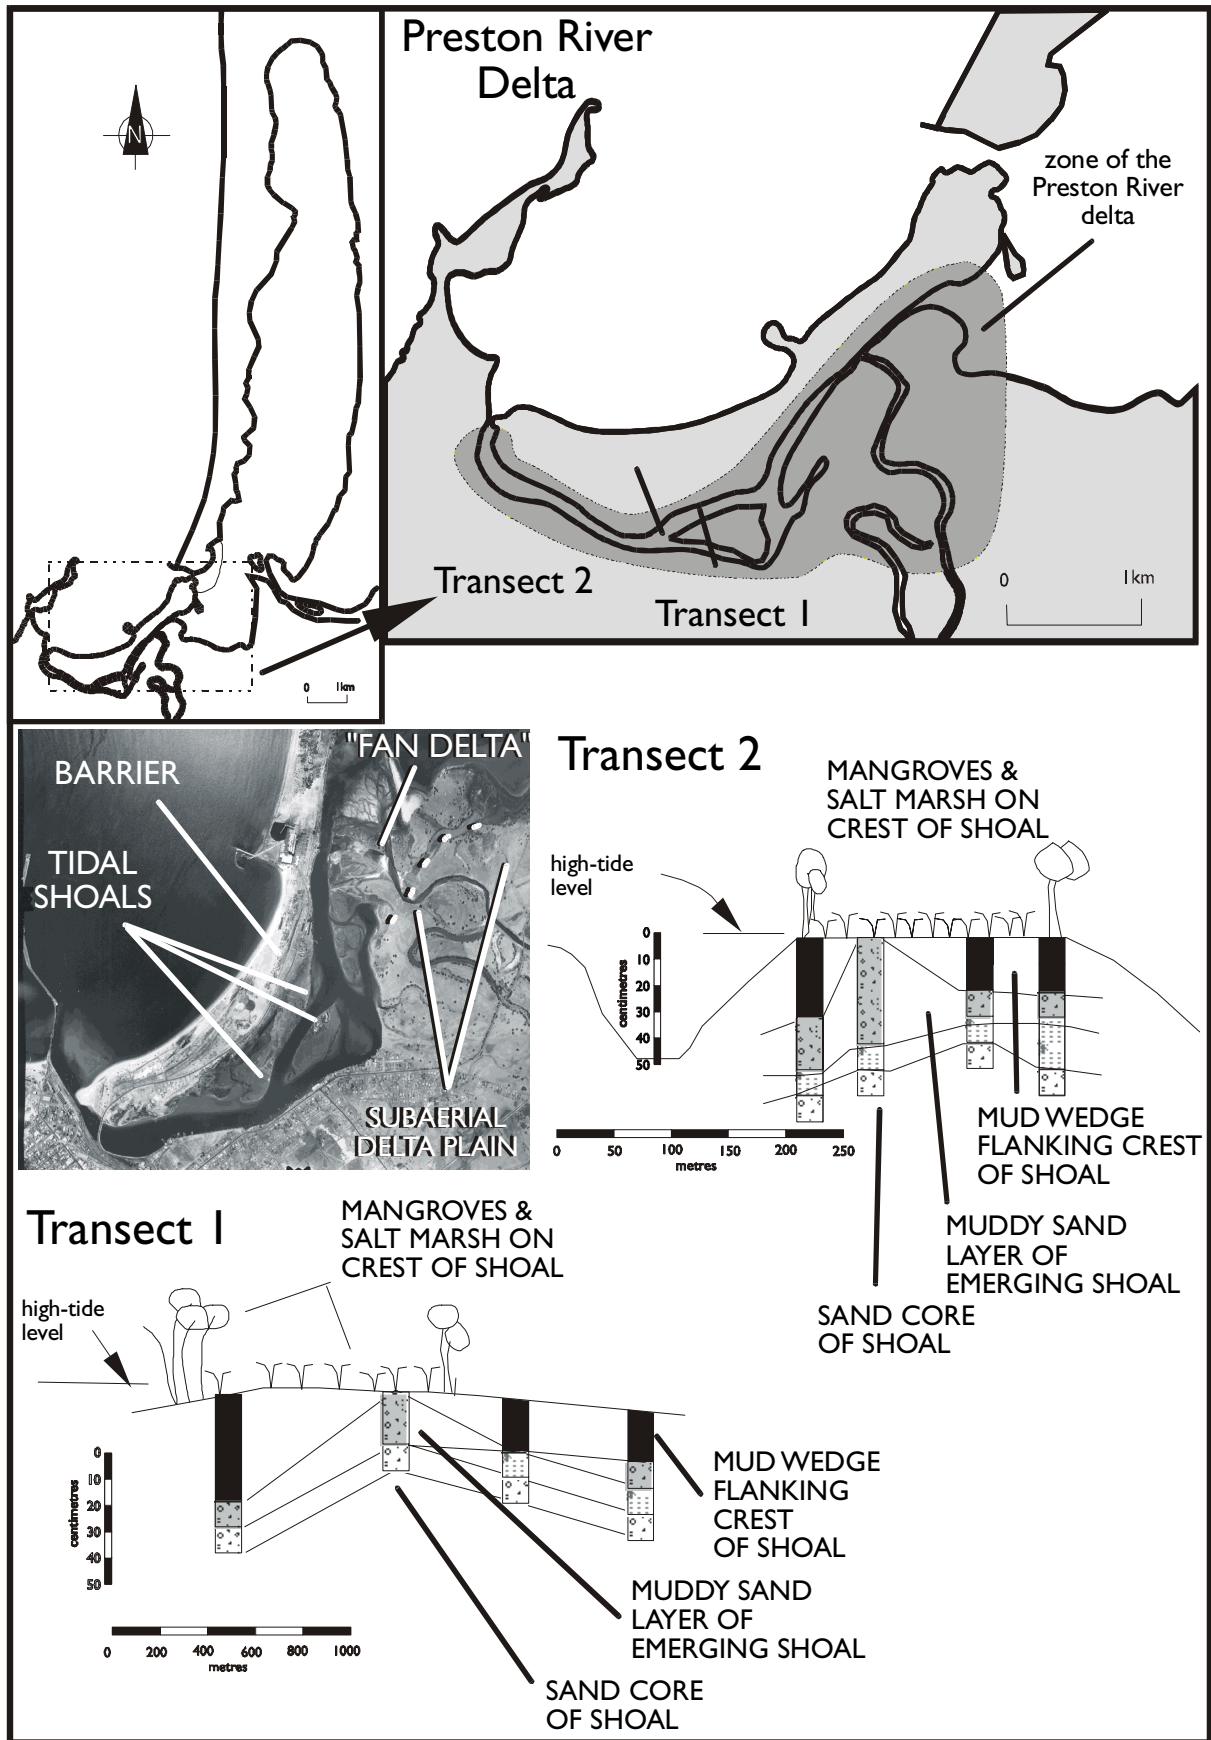 N
0 1km
Preston River
Delta
zone of the
Preston River
delta
Transect 2
Transect 1
0 1km
"FAN DELTA"
BARRIER
TIDAL
SHOALS
SUBAERIAL
DELTA PLAIN
Transect 2
MANGROVES &
SALT MARSH ON
CREST OF SHOAL
high-tide
level
0
10
20
30
40
50
centimetres
0 50 100 150 200 250
metres
MUD WEDGE
FLANKING CREST
OF SHOAL
MUDDY SAND
LAYER OF
EMERGING SHOAL
SAND CORE
OF SHOAL
Transect 1
MANGROVES &
SALT MARSH ON
CREST OF SHOAL
high-tide
level
0
10
20
30
40
50
centimetres
0 200 400 600 800 1000
metres
MUD WEDGE
FLANKING
CREST
OF SHOAL
MUDDY SAND
LAYER OF
EMERGING SHOAL
SAND CORE
OF SHOAL